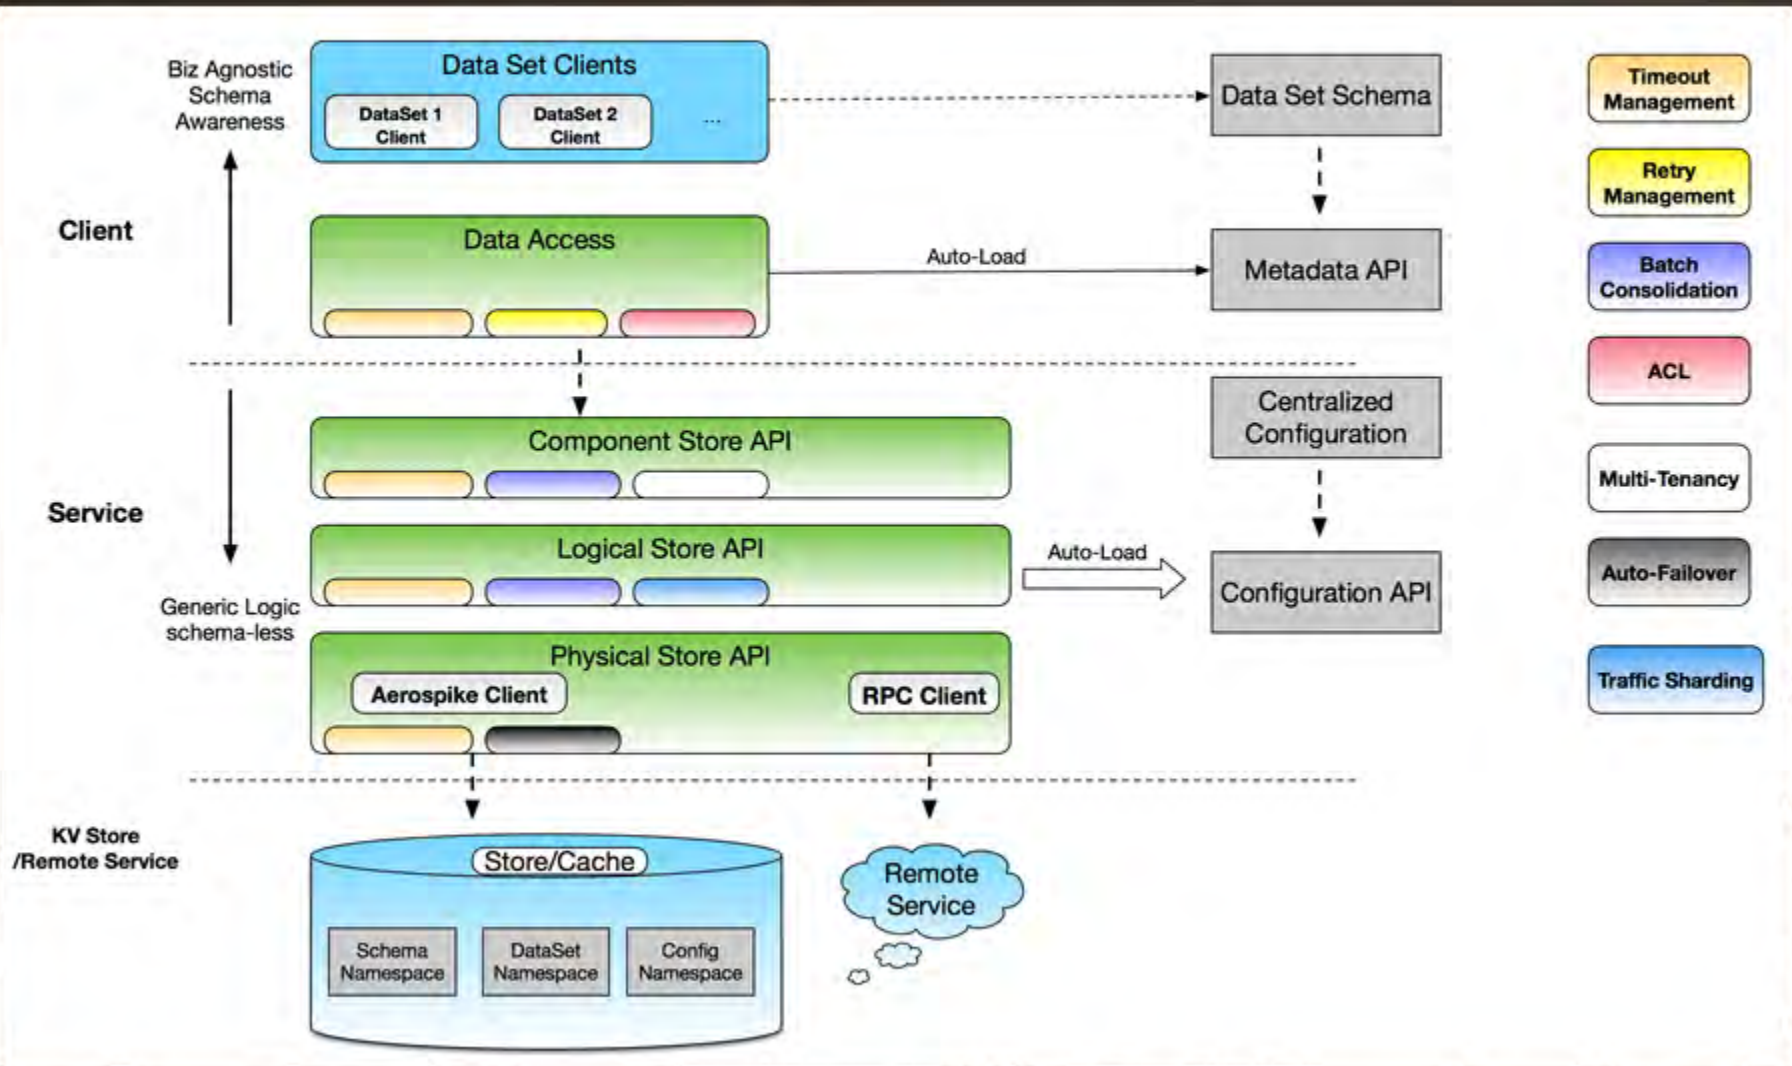 Biz Agnostic
Schema
Awareness
Client
Service
Generic Logic
schema-less
KV Store
/Remote Service
Data Set Clients
DataSet 1
Client
DataSet 2
Client
...
Data Access
Auto-Load
Component Store API
Logical Store API
Auto-Load
Physical Store API
Aerospike Client
RPC Client
Store/Cache
Schema
Namespace
DataSet
Namespace
Config
Namespace
Remote
Service
Data Set Schema
Metadata API
Centralized
Configuration
Configuration API
Timeout
Management
Retry
Management
Batch
Consolidation
ACL
Multi-Tenancy
Auto-Failover
Traffic Sharding